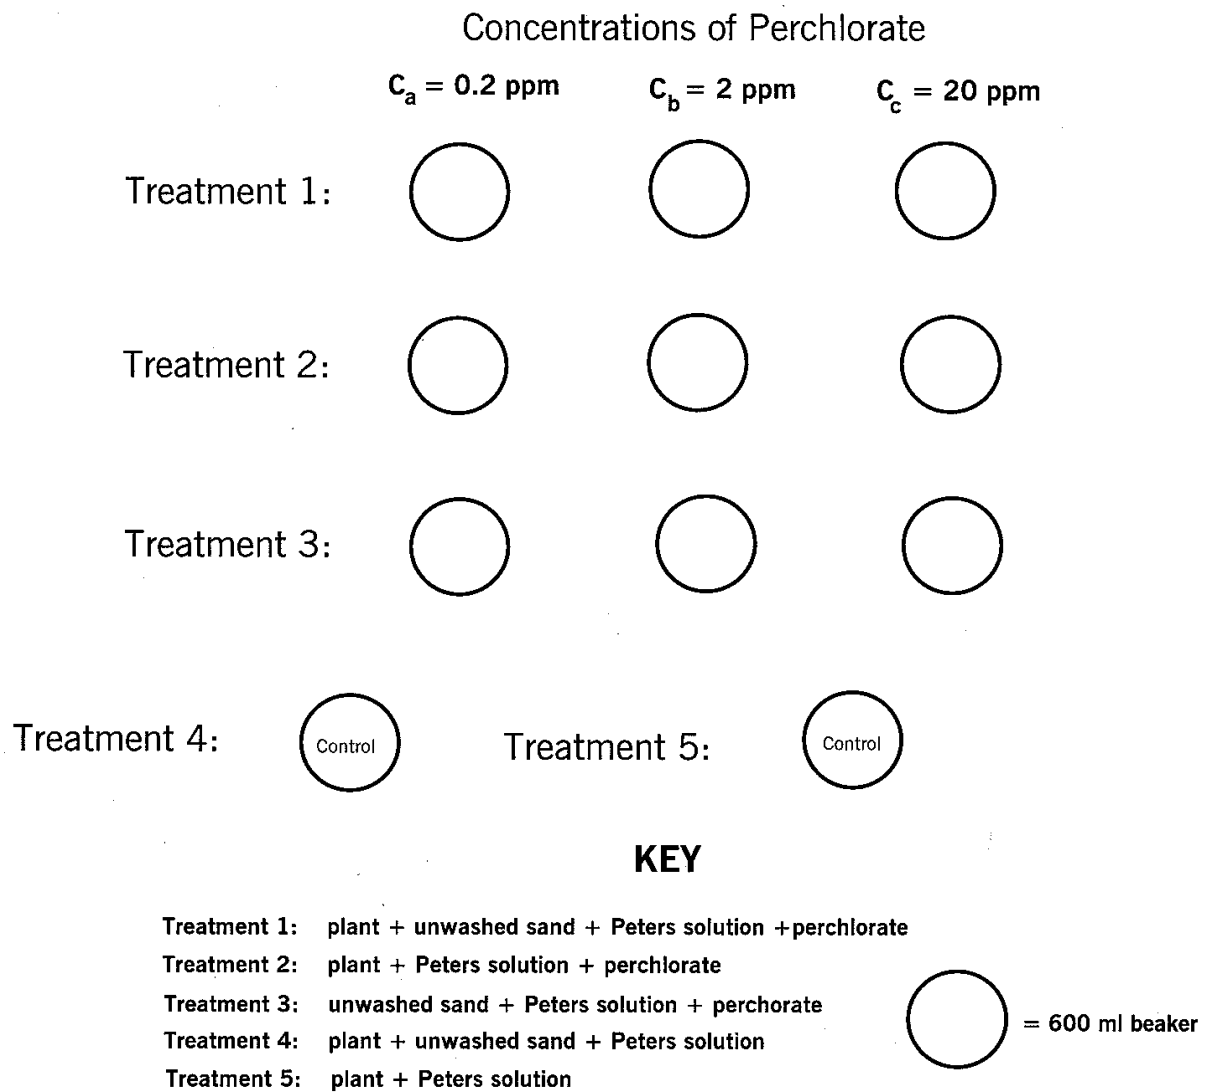 Concentrations of Perchlorate
Ca = 0.2 ppm Cb = 2 ppm Cc = 20 ppm
Treatment 1:
Treatment 2:
Treatment 3:
Treatment 4: Control Treatment 5: Control
KEY
Treatment 1: plant + unwashed sand + Peters solution +perchlorate
Treatment 2: plant + Peters solution + perchlorate
Treatment 3: unwashed sand + Peters solution + perchorate
= 600 ml beaker
Treatment 4: plant + unwashed sand + Peters solution
Treatment 5: plant + Peters solution